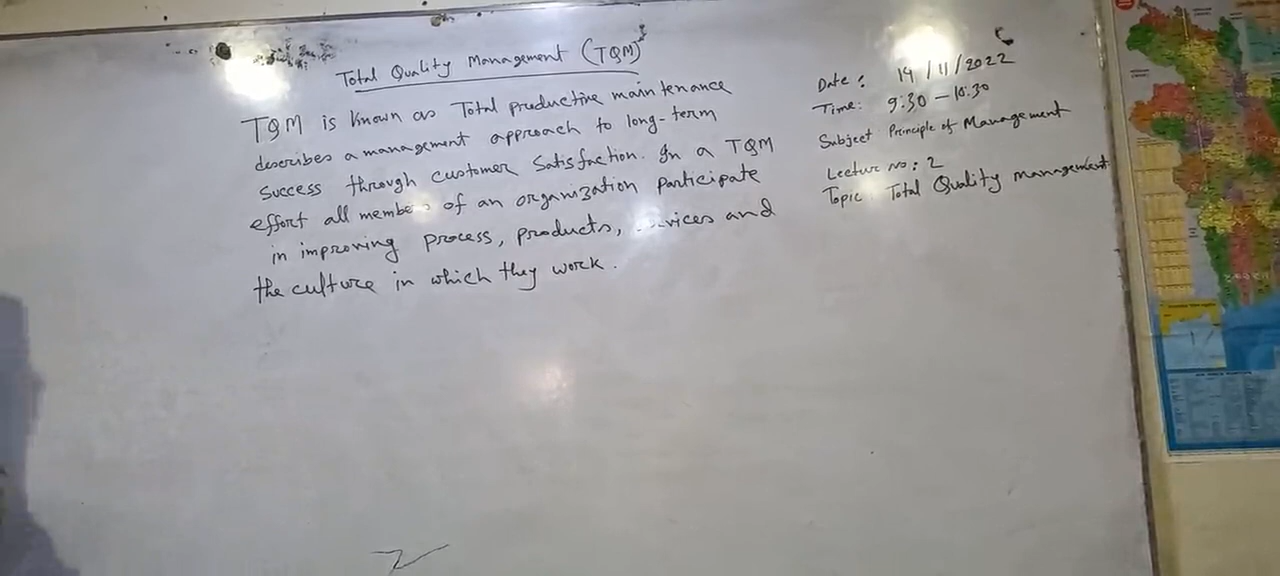 Total Quality Management (TQM)
TQM is known as Total productive maintenance
describes a management approach to long-term
success through customer satisfaction. In a TQM
effort all members of an organization participate
in improving process, products, and
the culture in which they work.
Date: 19/11/2022
Time: 9:30 - 10:30
Subject Principle of Management
Lecture no: 2
Topic Total Quality management